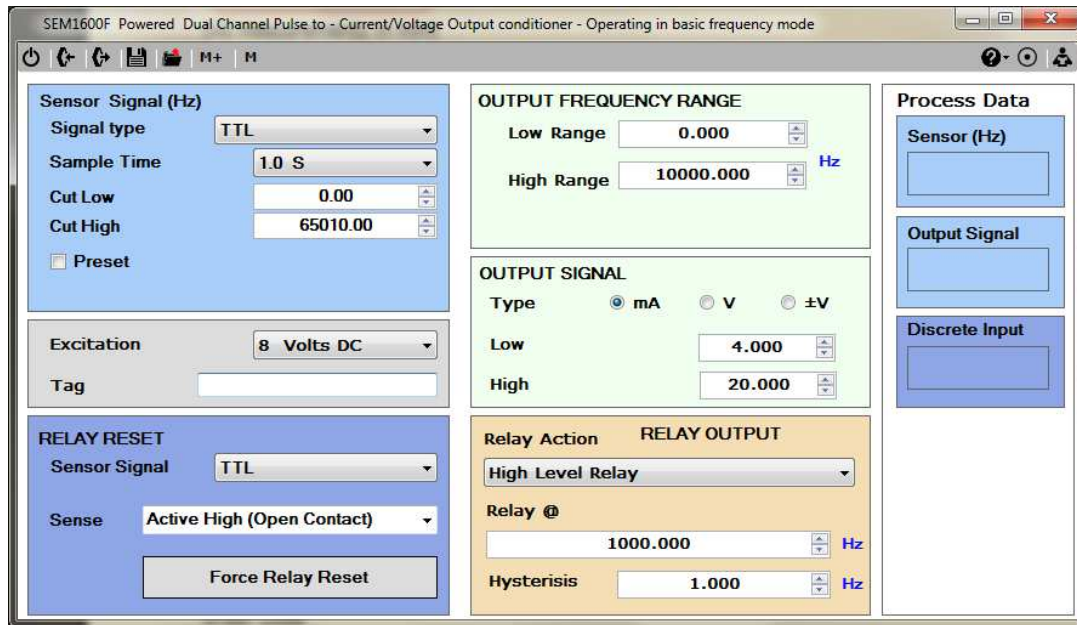 SEM1600F Powered Dual Channel Pulse to - Current/Voltage Output conditioner - Operating in basic frequency mode
M+ M
Sensor Signal (Hz)
Signal type TTL
Sample Time 1.0 S
Cut Low 0.00
Cut High 65010.00
Preset
Excitation 8 Volts DC
Tag
RELAY RESET
Sensor Signal TTL
Sense Active High (Open Contact)
Force Relay Reset
OUTPUT FREQUENCY RANGE
Low Range 0.000
Hz
High Range 10000.000
OUTPUT SIGNAL
Type mA V ±V
Low 4.000
High 20.000
Relay Action RELAY OUTPUT
High Level Relay
Relay @
1000.000 Hz
Hysterisis 1.000 Hz
Process Data
Sensor (Hz)
Output Signal
Discrete Input